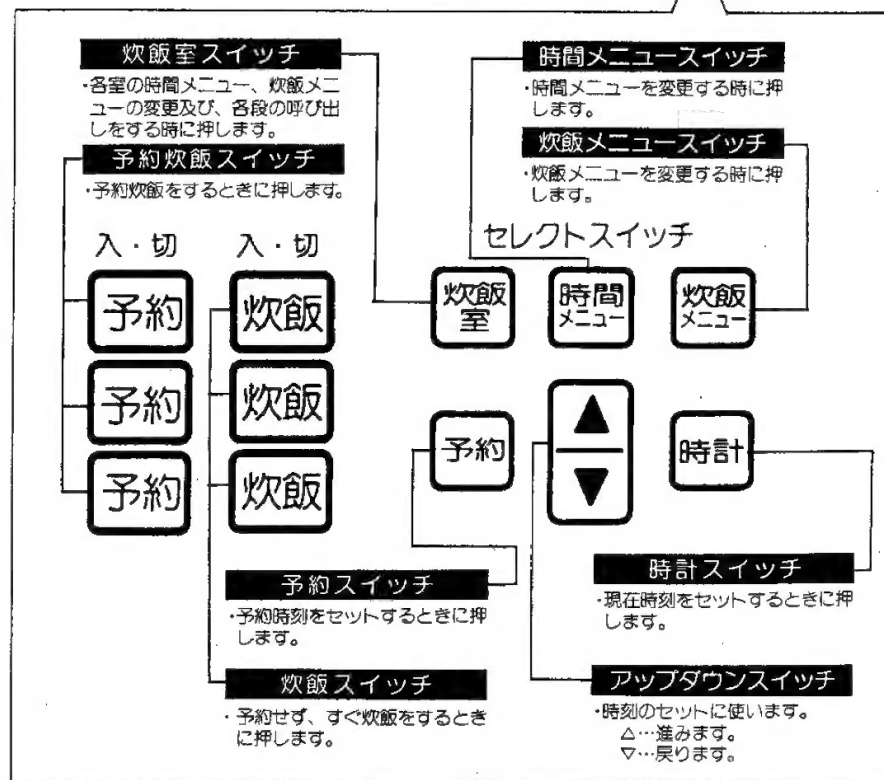 炊飯室スイッチ
・各室の時間メニュー、炊飯メニ
ューの変更及び、各段の呼び出
しをする時に押します。
予約炊飯スイッチ
・予約炊飯をするときに押します。
時間メニュースイッチ
・時間メニューを変更する時に押
します。
炊飯メニュースイッチ
・炊飯メニューを変更する時に押
します。
セレクトスイッチ
入・切 入・切
予約 炊飯
予約 炊飯
予約 炊飯
炊飯
室
時間
メニュー
炊飯
メニュー
予約
▲
▼
時計
予約スイッチ
・予約時刻をセットするときに押
します。
炊飯スイッチ
・予約せず、すぐ炊飯をするとき
に押します。
時計スイッチ
・現在時刻をセットするときに押
します。
アップダウンスイッチ
・時刻のセットに使います。
△…進みます。
▽…戻ります。